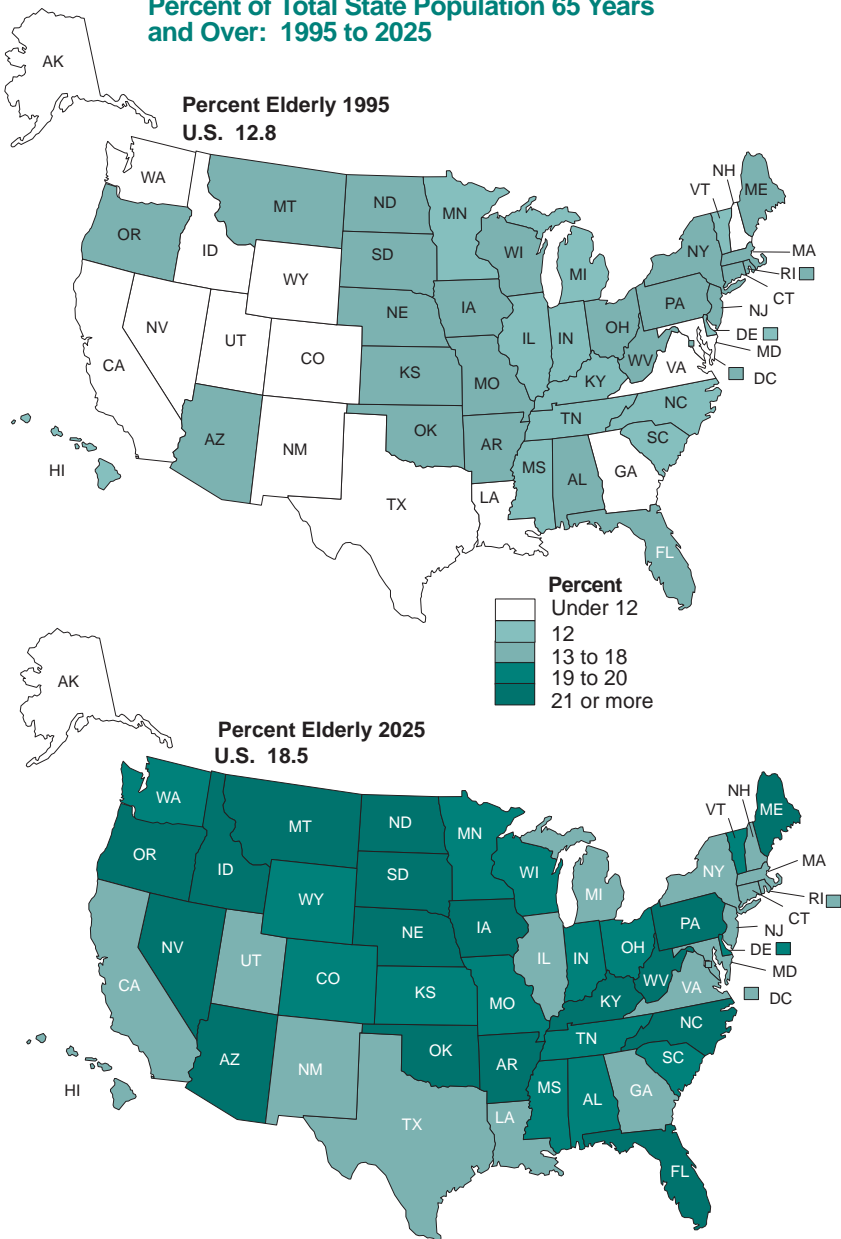 Percent of Total State Population 65 Years
and Over: 1995 to 2025
AK
Percent Elderly 1995
U.S. 12.8
WA
OR
CA
NV
ID
MT
WY
UT
CO
AZ
NM
ND
SD
NE
KS
OK
TX
MN
IA
MO
AR
LA
WI
IL
MI
IN
OH
KY
TN
MS
AL
GA
FL
SC
NC
VA
WV
PA
NY
VT
NH
ME
MA
RI
CT
NJ
DE
MD
DC
HI
Percent
Under 12
12
13 to 18
19 to 20
21 or more
AK
Percent Elderly 2025
U.S. 18.5
WA
OR
CA
NV
ID
MT
WY
UT
CO
AZ
NM
ND
SD
NE
KS
OK
TX
MN
IA
MO
AR
LA
WI
IL
MI
IN
OH
KY
TN
MS
AL
GA
FL
SC
NC
VA
WV
PA
NY
VT
NH
ME
MA
RI
CT
NJ
DE
MD
DC
HI